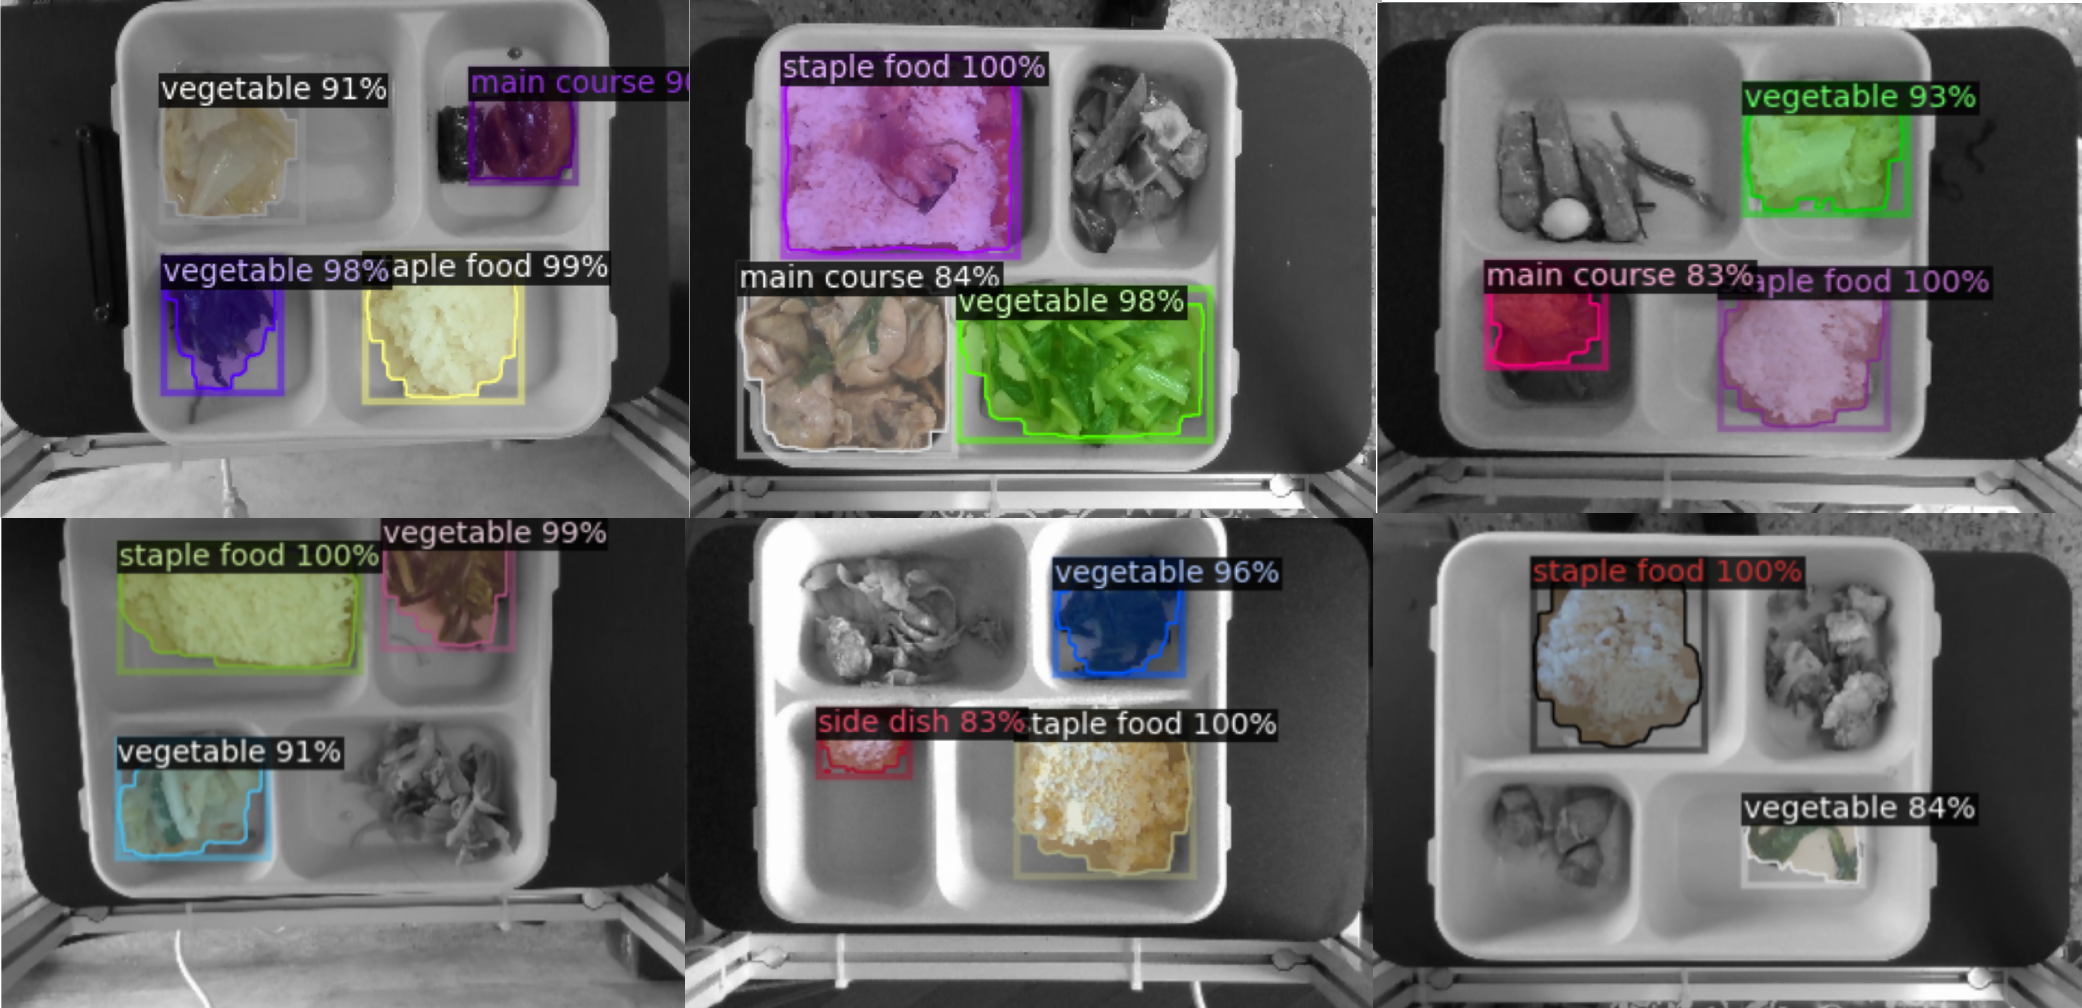 vegetable 91%
main course 9
vegetable 98%
aple food 99%
staple food 100%
main course 84%
vegetable 98%
vegetable 93%
main course 83%
aple food 100%
staple food 100%
vegetable 99%
vegetable 91%
vegetable 96%
side dish 83%
taple food 100%
staple food 100%
vegetable 84%